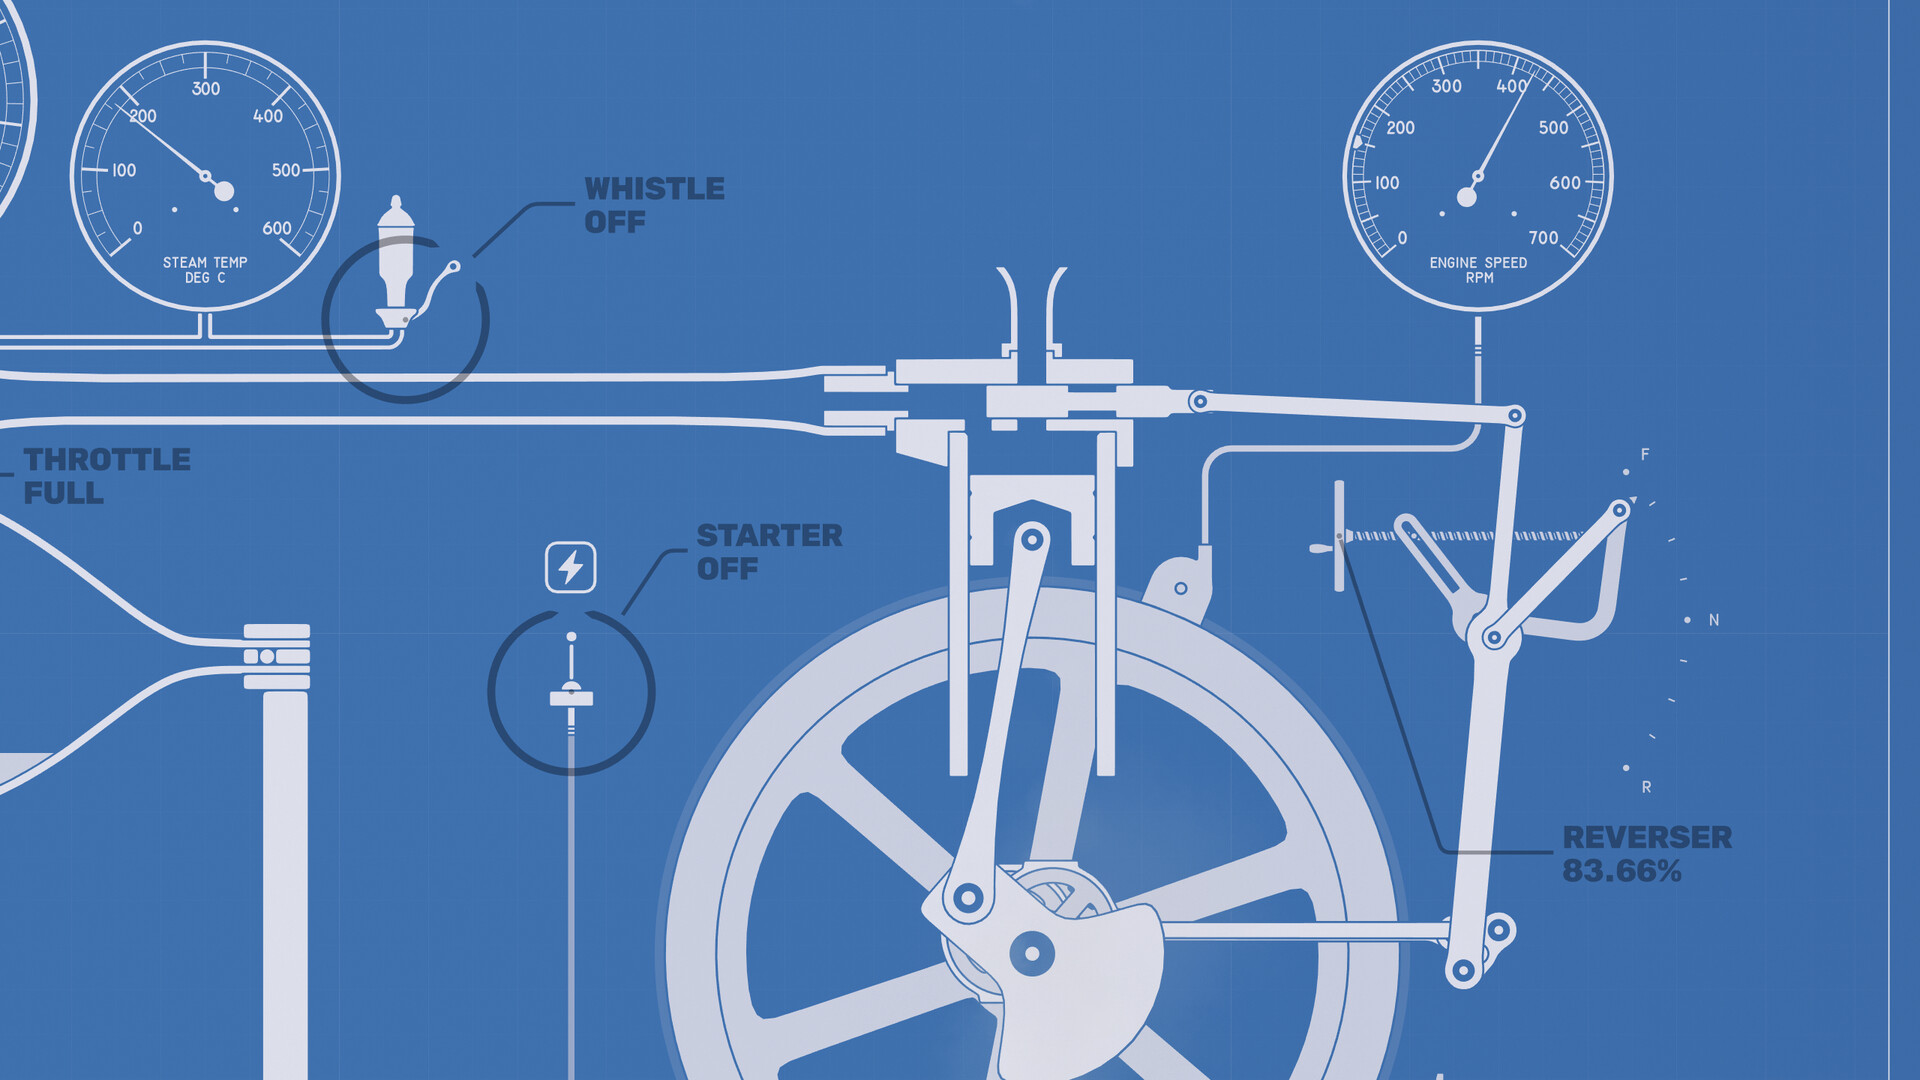 0
100
200
300
400
500
600
STEAM TEMP
DEG C
WHISTLE
OFF
0
100
200
300
400
500
600
700
ENGINE SPEED
RPM
THROTTLE
FULL
STARTER
OFF
F
N
R
REVERSER
83.66%